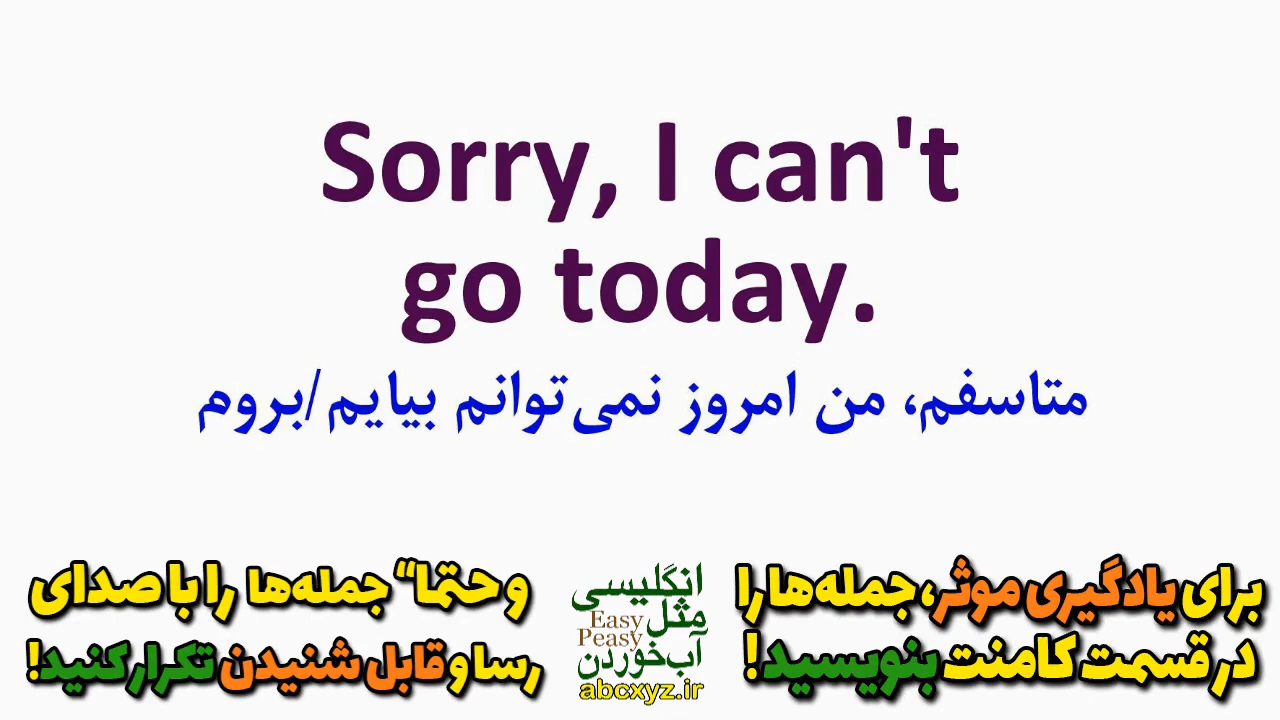 Sorry, I can't
go today.
متاسفم، من امروز نمی‌توانم بیایم/بروم
برای یادگیری موثر، جمله‌ها را
در قسمت کامنت بنویسید!
انگلیسی
مثل
Easy
Peasy
آب‌خوردن
abcxyz.ir
و حتما“ جمله‌ها را با صدای
رسا و قابل شنیدن تکرار کنید!